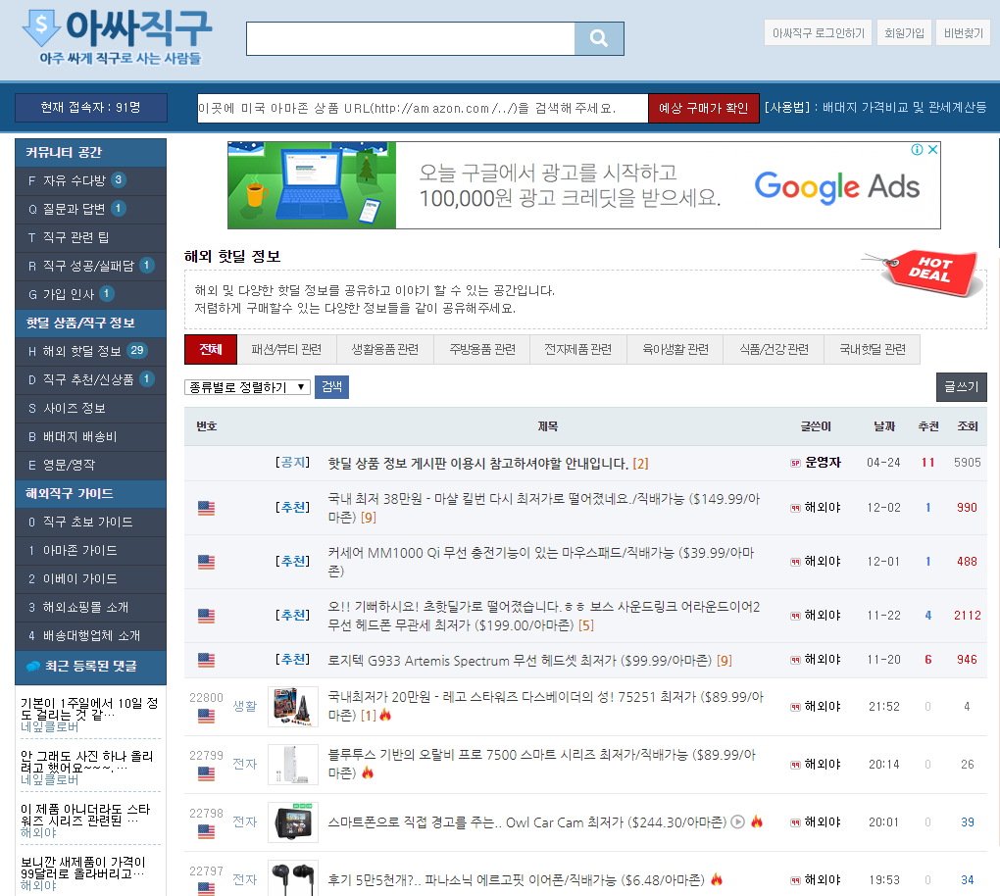 아싸직구
아주 싸게 직구로 사는 사람들
아싸직구 로그인하기
회원가입
비번찾기
현재 접속자 : 91명
이곳에 미국 아마존 상품 URL(http://amazon.com/../)을 검색해주세요.
예상 구매가 확인
[사용법] : 배대지 가격비교 및 관세계산등
커뮤니티 공간
F 자유 수다방 3
Q 질문과 답변 1
T 직구 관련 팁
R 직구 성공/실패담 1
G 가입 인사 1
핫딜 상품/직구 정보
H 해외 핫딜 정보 29
D 직구 추천/신상품 1
S 사이즈 정보
B 배대지 배송비
E 영문/영작
해외직구 가이드
0 직구 초보 가이드
1 아마존 가이드
2 이베이 가이드
3 해외쇼핑몰 소개
4 배송대행업체 소개
최근 등록된 댓글
기본이 1주일에서 10일 정
도 걸리는 것 같…
네잎클로버
안 그래도 사진 하나 올리
려고 했어요~~~. …
네잎클로버
이 제품 아니더라도 스타
워즈 시리즈 관련된 …
해외야
보니깐 새제품이 가격이
99달러로 올라버리고…
해외야
오늘 구글에서 광고를 시작하고
100,000원 광고 크레딧을 받으세요.
Google Ads
해외 핫딜 정보
HOT
DEAL
해외 및 다양한 핫딜 정보를 공유하고 이야기 할 수 있는 공간입니다.
저렴하게 구매할수 있는 다양한 정보들을 같이 공유해주세요.
전체 패션/뷰티 관련 생활용품 관련 주방용품 관련 전자제품 관련 육아생활 관련 식품/건강 관련 국내핫딜 관련
종류별로 정렬하기 검색 글쓰기
번호 제목 글쓴이 날짜 추천 조회
[공지] 핫딜 상품 정보 게시판 이용시 참고하셔야할 안내입니다. [2] SP 운영자 04-24 11 5905
[추천] 국내 최저 38만원 - 마샬 킬번 다시 최저가로 떨어졌네요./직배가능 ($149.99/아
마존) [9] 99 해외야 12-02 1 990
[추천] 커세어 MM1000 Qi 무선 충전기능이 있는 마우스패드/직배가능 ($39.99/아마
존) 99 해외야 12-01 1 488
[추천] 오!! 기뻐하시요! 초핫딜가로 떨어졌습니다.ㅎㅎ 보스 사운드링크 어라운드이어2
무선 헤드폰 무관세 최저가 ($199.00/아마존) [5] 99 해외야 11-22 4 2112
[추천] 로지텍 G933 Artemis Spectrum 무선 헤드셋 최저가 ($99.99/아마존) [9] 99 해외야 11-20 6 946
22800 생활 국내최저가 20만원 - 레고 스타워즈 다스베이더의 성! 75251 최저가 ($89.99/아
마존) [1] 99 해외야 21:52 0 4
22799 전자 블루투스 기반의 오랄비 프로 7500 스마트 시리즈 최저가/직배가능 ($89.99/아
마존) 99 해외야 20:14 0 26
22798 전자 스마트폰으로 직접 경고를 주는.. Owl Car Cam 최저가 ($244.30/아마존) 99 해외야 20:01 0 39
22797 전자 후기 5만5천개?.. 파나소닉 에르고핏 이어폰/직배가능 ($6.48/아마존) 99 해외야 19:53 0 34